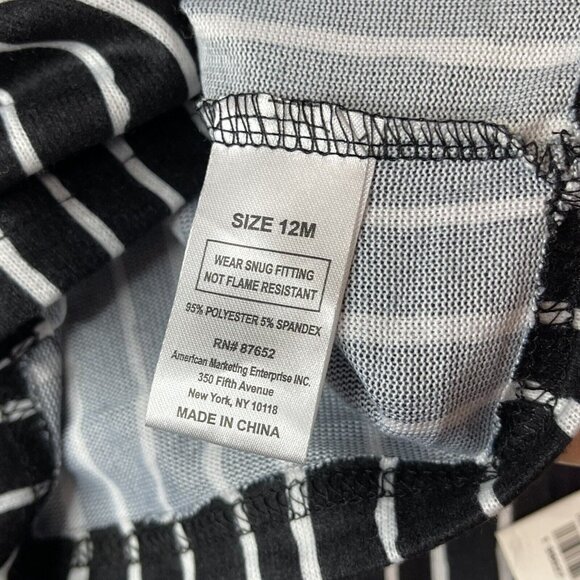 SIZE 12M
WEAR SNUG FITTING
NOT FLAME RESISTANT
95% POLYESTER 5% SPANDEX
RN# 87652
American Marketing Enterprise INC.
350 Fifth Avenue
New York, NY 10118
MADE IN CHINA